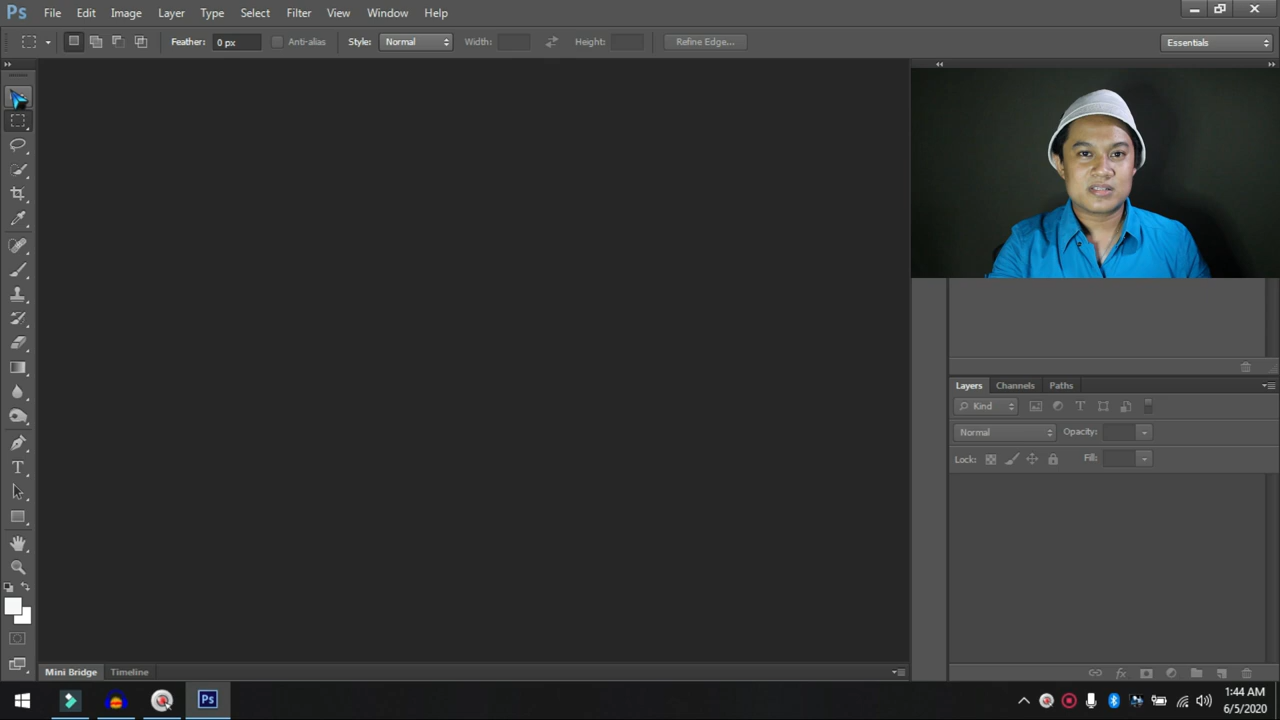 Ps File Edit Image Layer Type Select Filter View Window Help
Feather: 0 px Anti-alias Style: Normal Width: Height: Refine Edge... Essentials
Layers Channels Paths
Kind
Normal Opacity:
Lock: Fill:
Mini Bridge Timeline
Ps 1:44 AM
6/5/2020